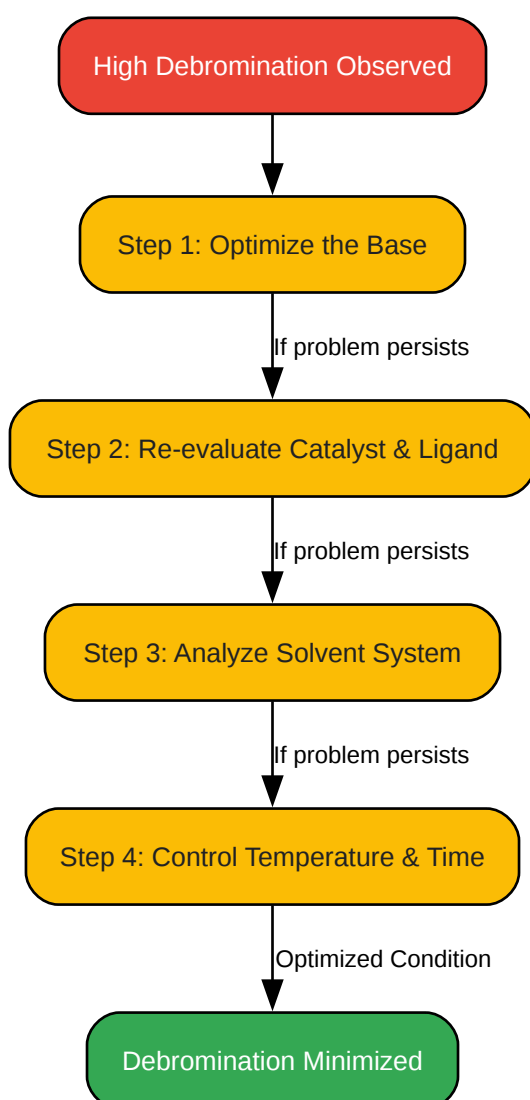 High Debromination Observed
Step 1: Optimize the Base
If problem persists
Step 2: Re-evaluate Catalyst & Ligand
If problem persists
Step 3: Analyze Solvent System
If problem persists
Step 4: Control Temperature & Time
Optimized Condition
Debromination Minimized